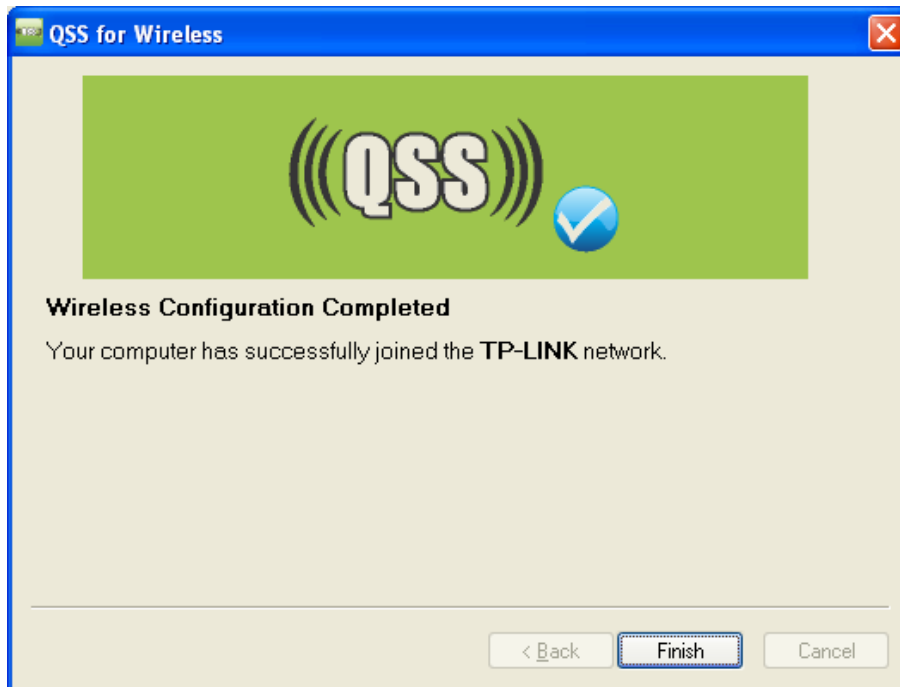 QSS for Wireless
(((QSS)))
Wireless Configuration Completed
Your computer has successfully joined the TP-LINK network.
< Back Finish Cancel